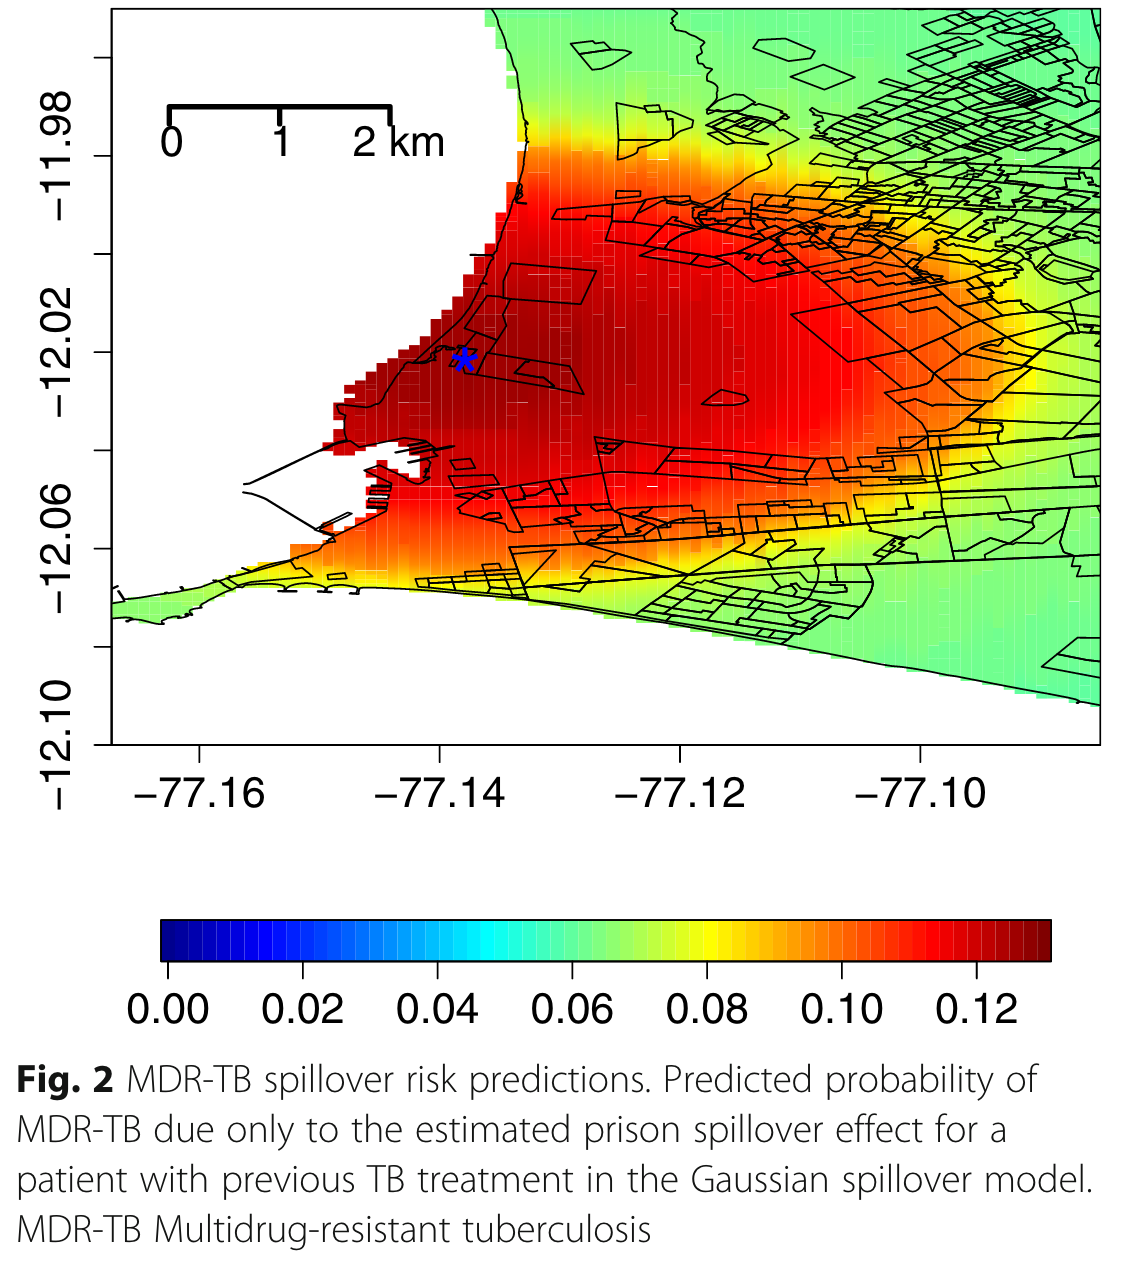 −11.98
−12.02
−12.06
−12.10
0 1 2 km
−77.16 −77.14 −77.12 −77.10
0.00 0.02 0.04 0.06 0.08 0.10 0.12
Fig. 2 MDR-TB spillover risk predictions. Predicted probability of
MDR-TB due only to the estimated prison spillover effect for a
patient with previous TB treatment in the Gaussian spillover model.
MDR-TB Multidrug-resistant tuberculosis